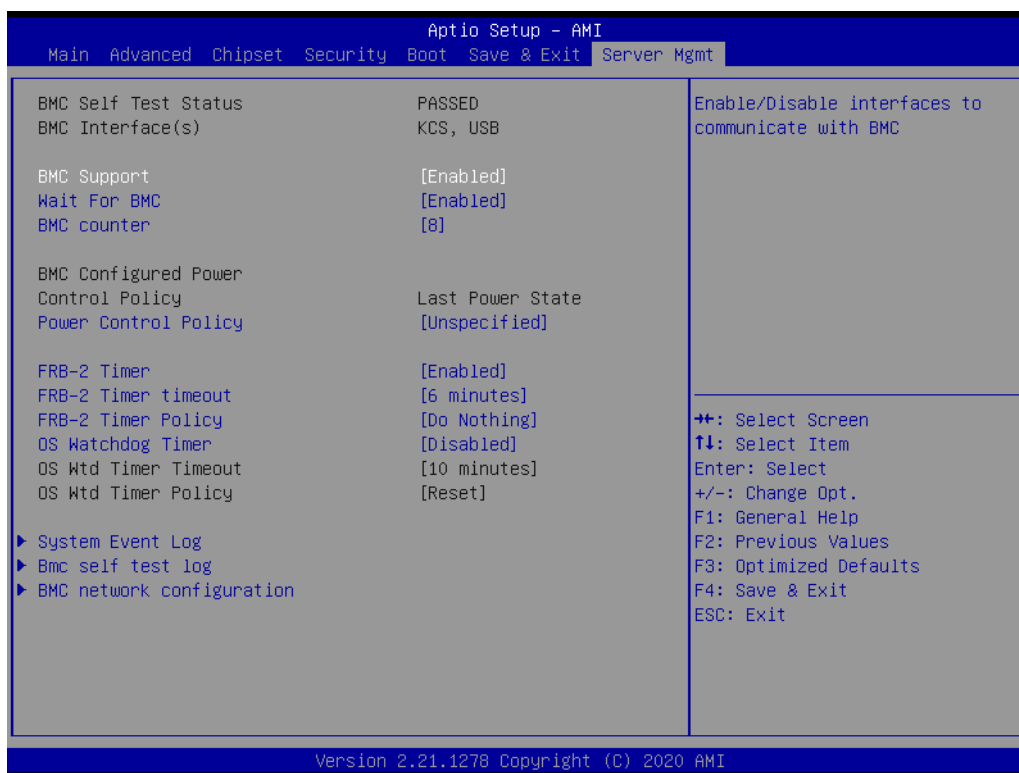 Aptio Setup – AMI
Main Advanced Chipset Security Boot Save & Exit Server Mgmt
BMC Self Test Status PASSED
BMC Interface(s) KCS, USB
BMC Support [Enabled]
Wait For BMC [Enabled]
BMC counter [8]
BMC Configured Power
Control Policy Last Power State
Power Control Policy [Unspecified]
FRB-2 Timer [Enabled]
FRB-2 Timer timeout [6 minutes]
FRB-2 Timer Policy [Do Nothing]
OS Watchdog Timer [Disabled]
OS Wtd Timer Timeout [10 minutes]
OS Wtd Timer Policy [Reset]
System Event Log
Bmc self test log
BMC network configuration
Enable/Disable interfaces to
communicate with BMC
→←: Select Screen
↑↓: Select Item
Enter: Select
+/-: Change Opt.
F1: General Help
F2: Previous Values
F3: Optimized Defaults
F4: Save & Exit
ESC: Exit
Version 2.21.1278 Copyright (C) 2020 AMI